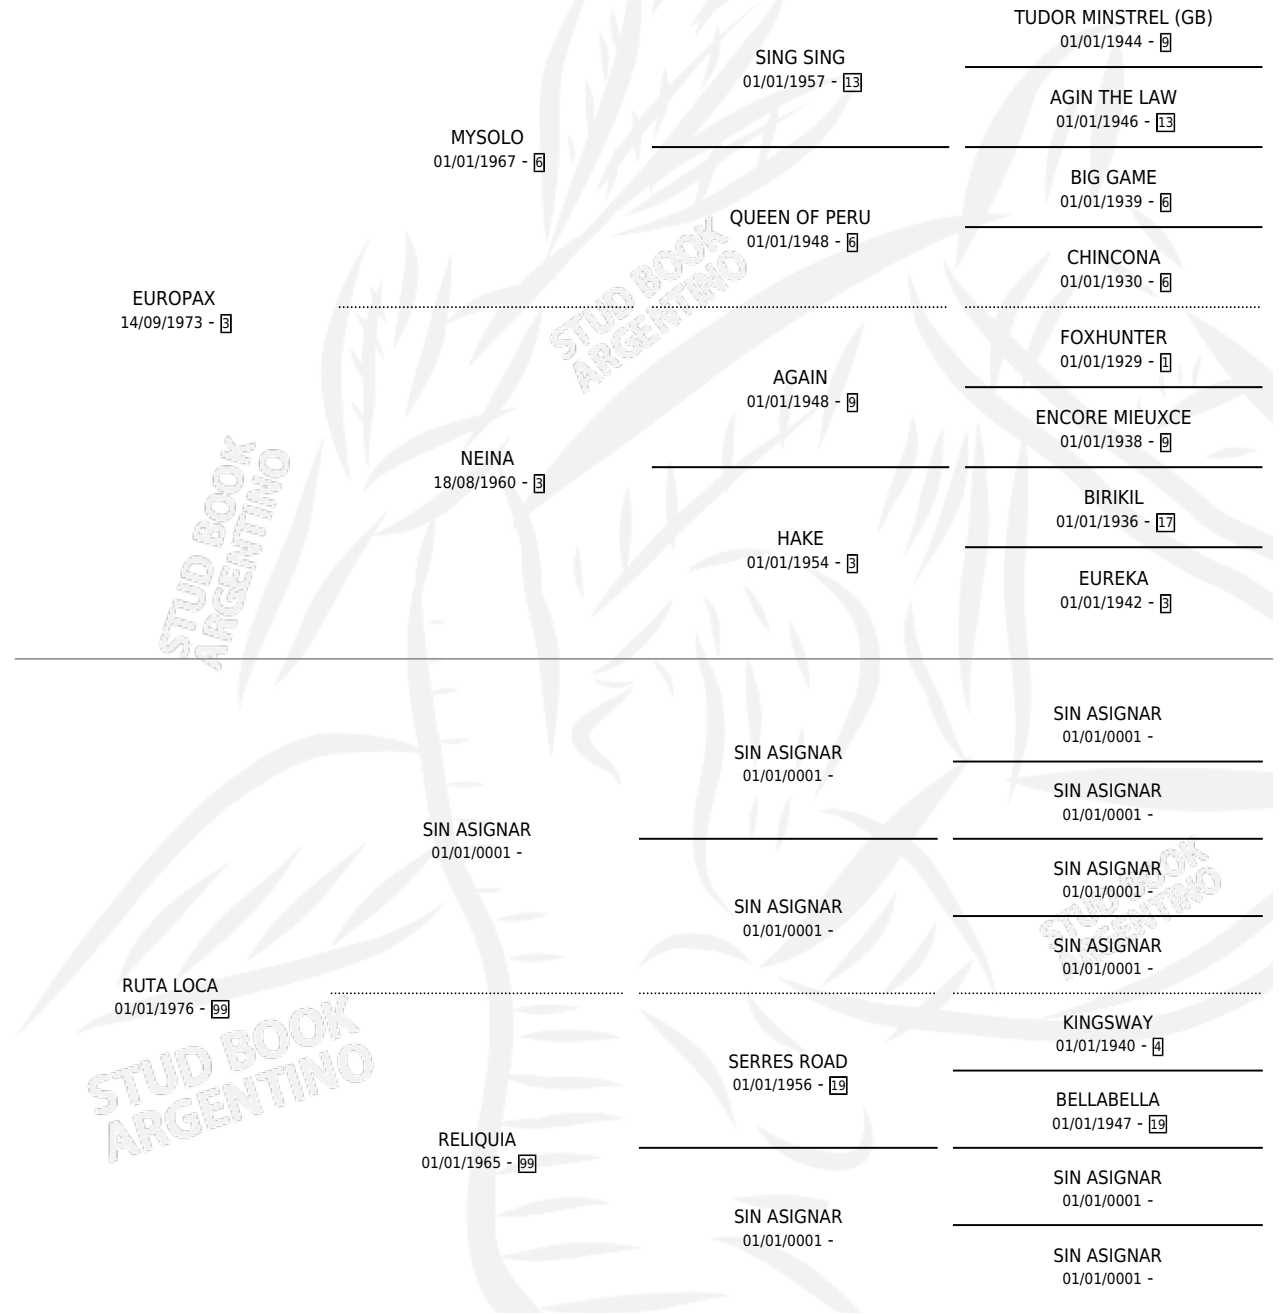 TUDOR MINSTREL (GB)
01/01/1944 - 9
SING SING
01/01/1957 - 13
AGIN THE LAW
01/01/1946 - 13
MYSOLO
01/01/1967 - 6
BIG GAME
01/01/1939 - 6
QUEEN OF PERU
01/01/1948 - 6
CHINCONA
01/01/1930 - 6
EUROPAX
14/09/1973 - 3
FOXHUNTER
01/01/1929 - 1
AGAIN
01/01/1948 - 9
ENCORE MIEUXCE
01/01/1938 - 9
NEINA
18/08/1960 - 3
BIRIKIL
01/01/1936 - 17
HAKE
01/01/1954 - 3
EUREKA
01/01/1942 - 3
SIN ASIGNAR
01/01/0001 -
SIN ASIGNAR
01/01/0001 -
SIN ASIGNAR
01/01/0001 -
SIN ASIGNAR
01/01/0001 -
SIN ASIGNAR
01/01/0001 -
SIN ASIGNAR
01/01/0001 -
SIN ASIGNAR
01/01/0001 -
RUTA LOCA
01/01/1976 - 99
KINGSWAY
01/01/1940 - 4
SERRES ROAD
01/01/1956 - 19
BELLABELLA
01/01/1947 - 19
RELIQUIA
01/01/1965 - 99
SIN ASIGNAR
01/01/0001 -
SIN ASIGNAR
01/01/0001 -
SIN ASIGNAR
01/01/0001 -
STUD BOOK
ARGENTINO
STUD BOOK
ARGENTINO
STUD BOOK
ARGENTINO
STUD BOOK
ARGENTINO